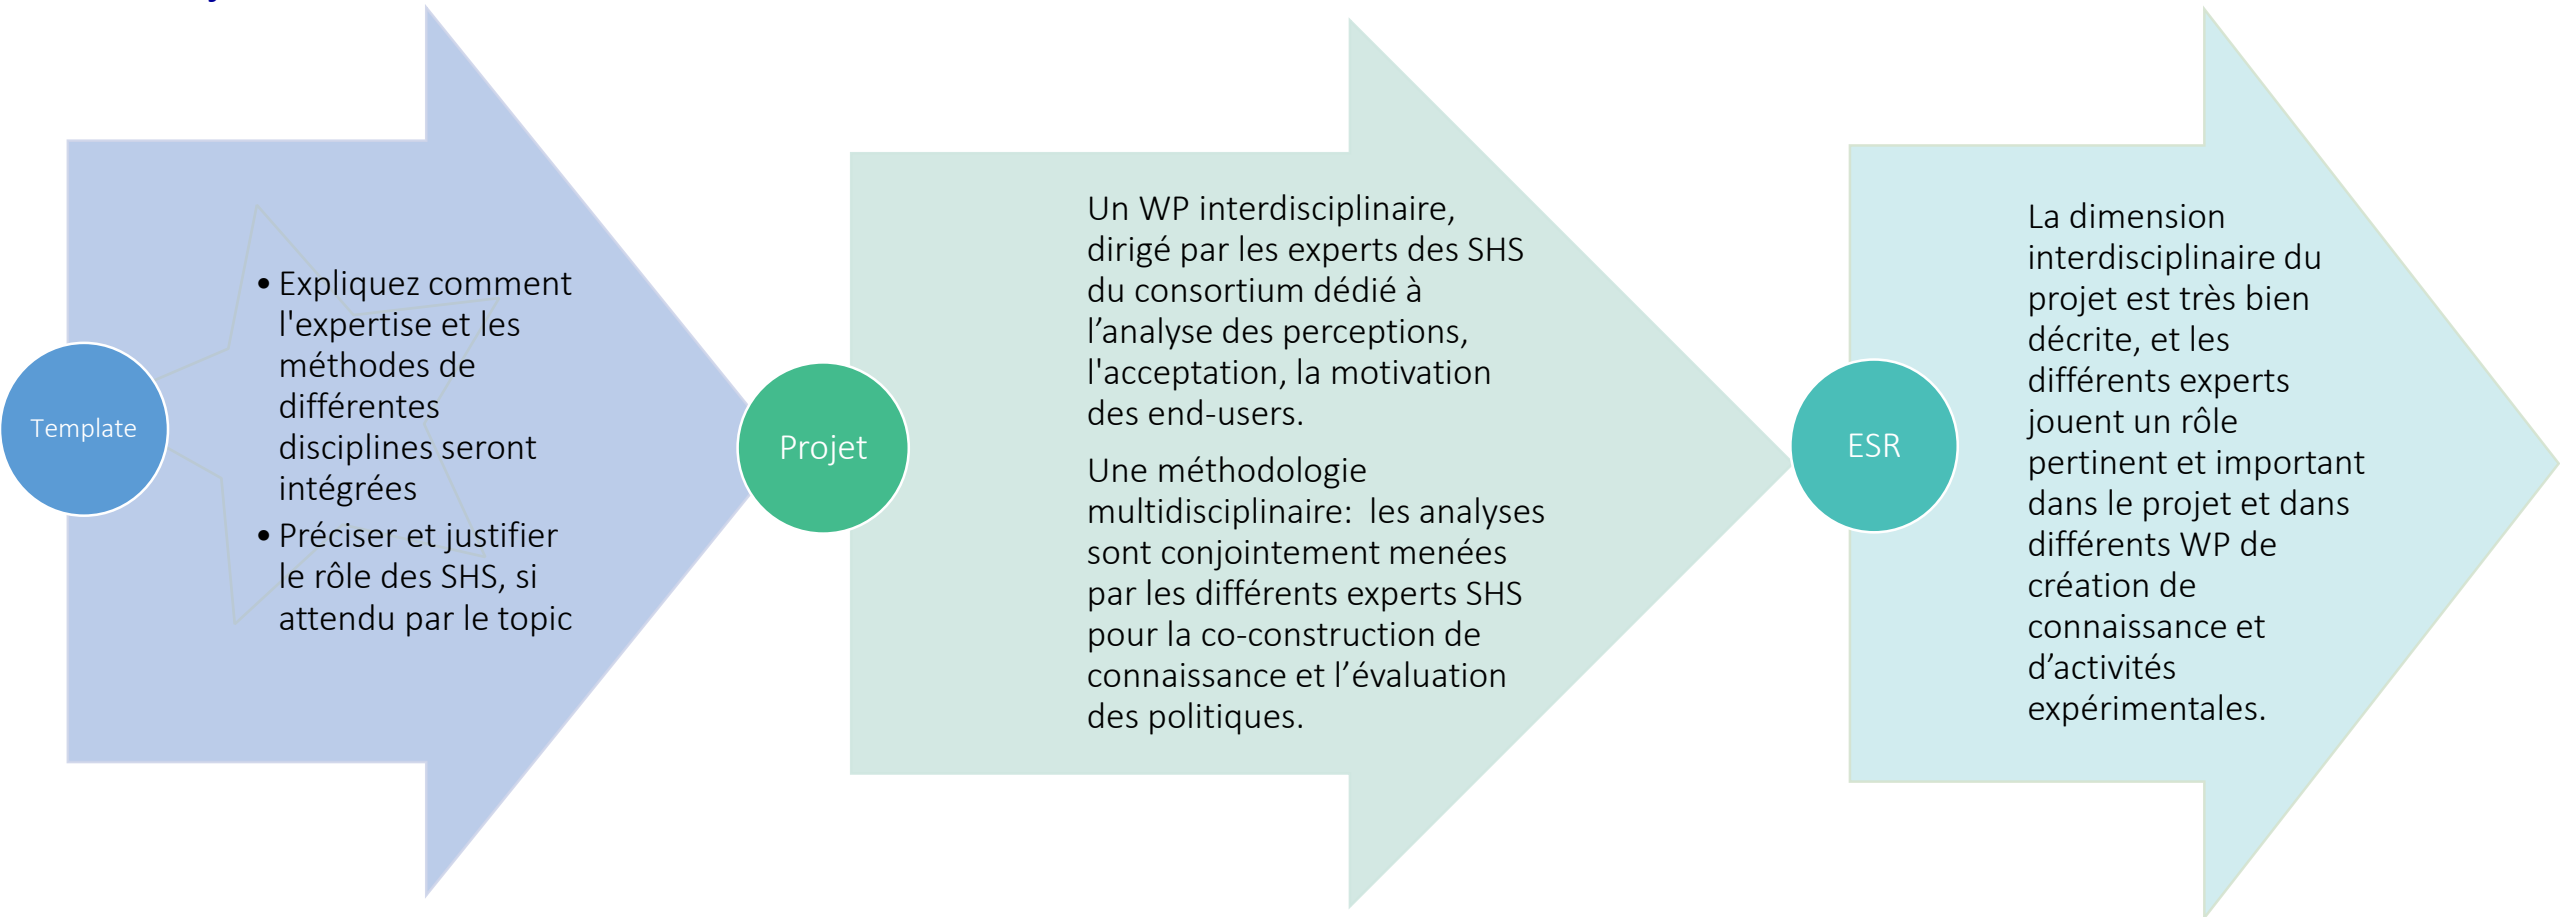 Template
• Expliquez comment
l'expertise et les
méthodes de
différentes
disciplines seront
intégrées
• Préciser et justifier
le rôle des SHS, si
attendu par le topic
Projet
Un WP interdisciplinaire,
dirigé par les experts des SHS
du consortium dédié à
l’analyse des perceptions,
l'acceptation, la motivation
des end-users.
Une méthodologie
multidisciplinaire:  les analyses
sont conjointement menées
par les différents experts SHS
pour la co-construction de
connaissance et l’évaluation
des politiques.
ESR
La dimension
interdisciplinaire du
projet est très bien
décrite, et les
différents experts
jouent un rôle
pertinent et important
dans le projet et dans
différents WP de
création de
connaissance et
d’activités
expérimentales.